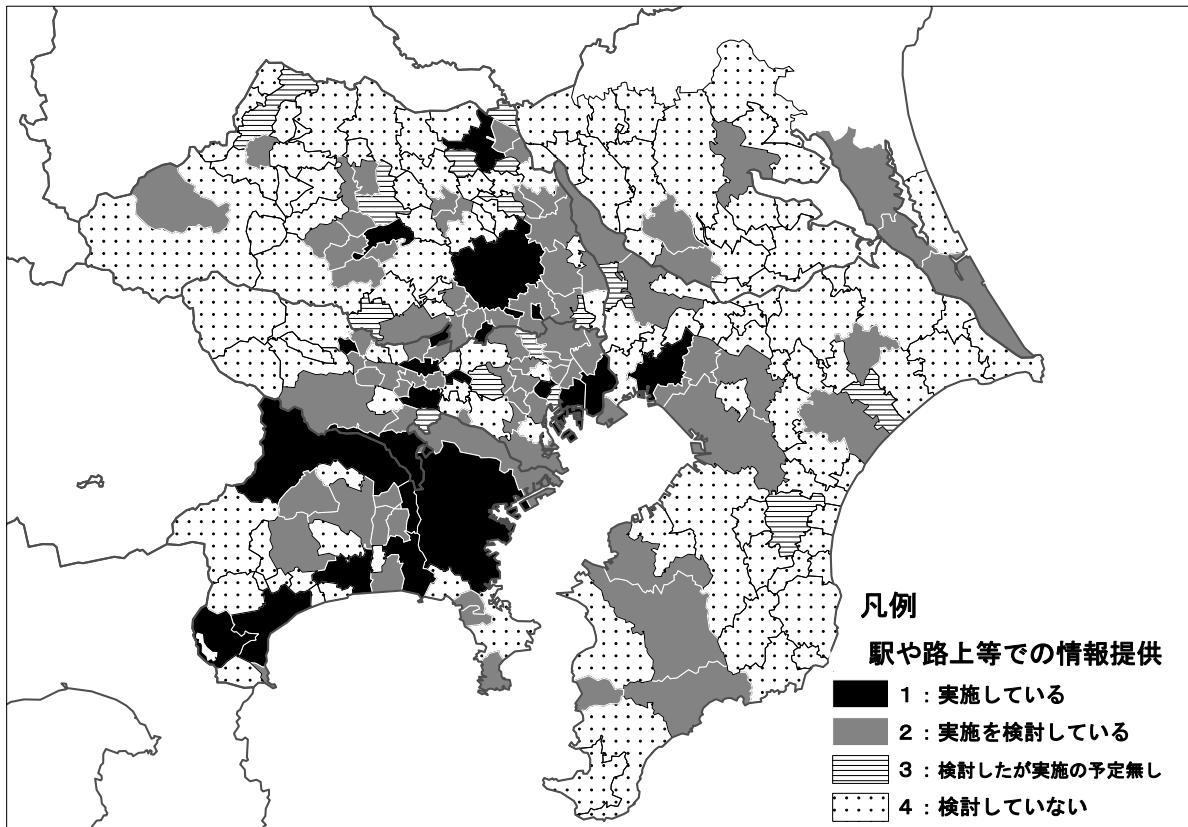 凡例
駅や路上等での情報提供
1：実施している
2：実施を検討している
3：検討したが実施の予定無し
4：検討していない